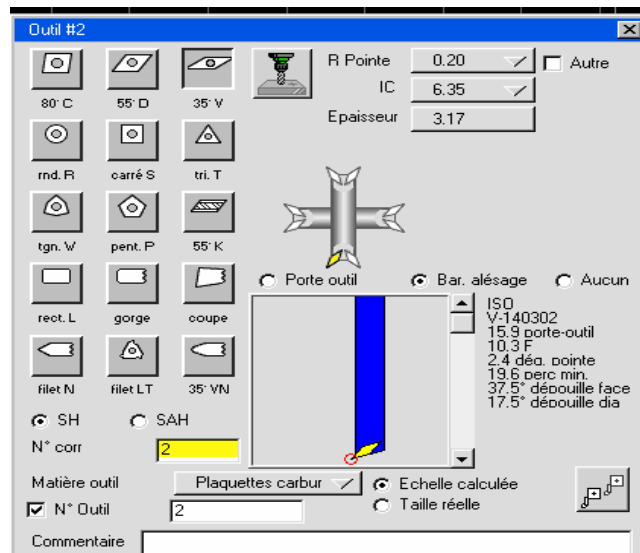 Outil #2
R Pointe 0.20 Autre
IC 6.35
Epaisseur 3.17
80° C 55° D 35° V
rnd. R carré S tri. T
tgn. W pent. P 55° K
rect. L gorge coupe
filet N filet LT 35° VN
Porte outil Bar. alésage Aucun
ISO
V-140302
15.9 porte-outil
10.3 F
2.4 dég. pointe
19.6 perc min.
37.5° dépouille face
17.5° dépouille dia
SH SAH
N° corr 2
Matière outil Plaquettes carbur Echelle calculée
N° Outil 2 Taille réelle
Commentaire